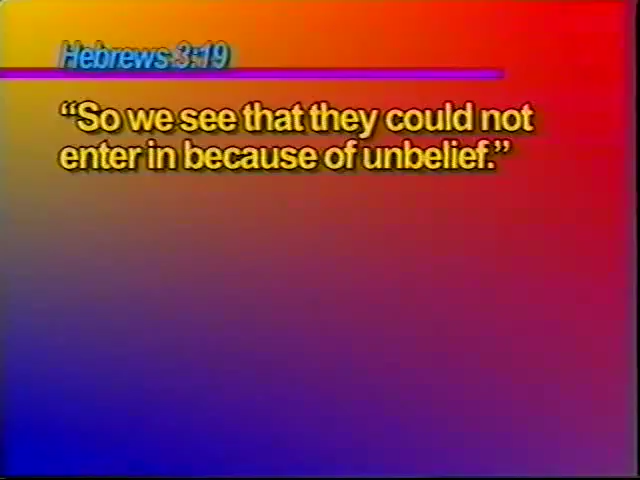 Hebrews 3:19
“So we see that they could not
enter in because of unbelief.”